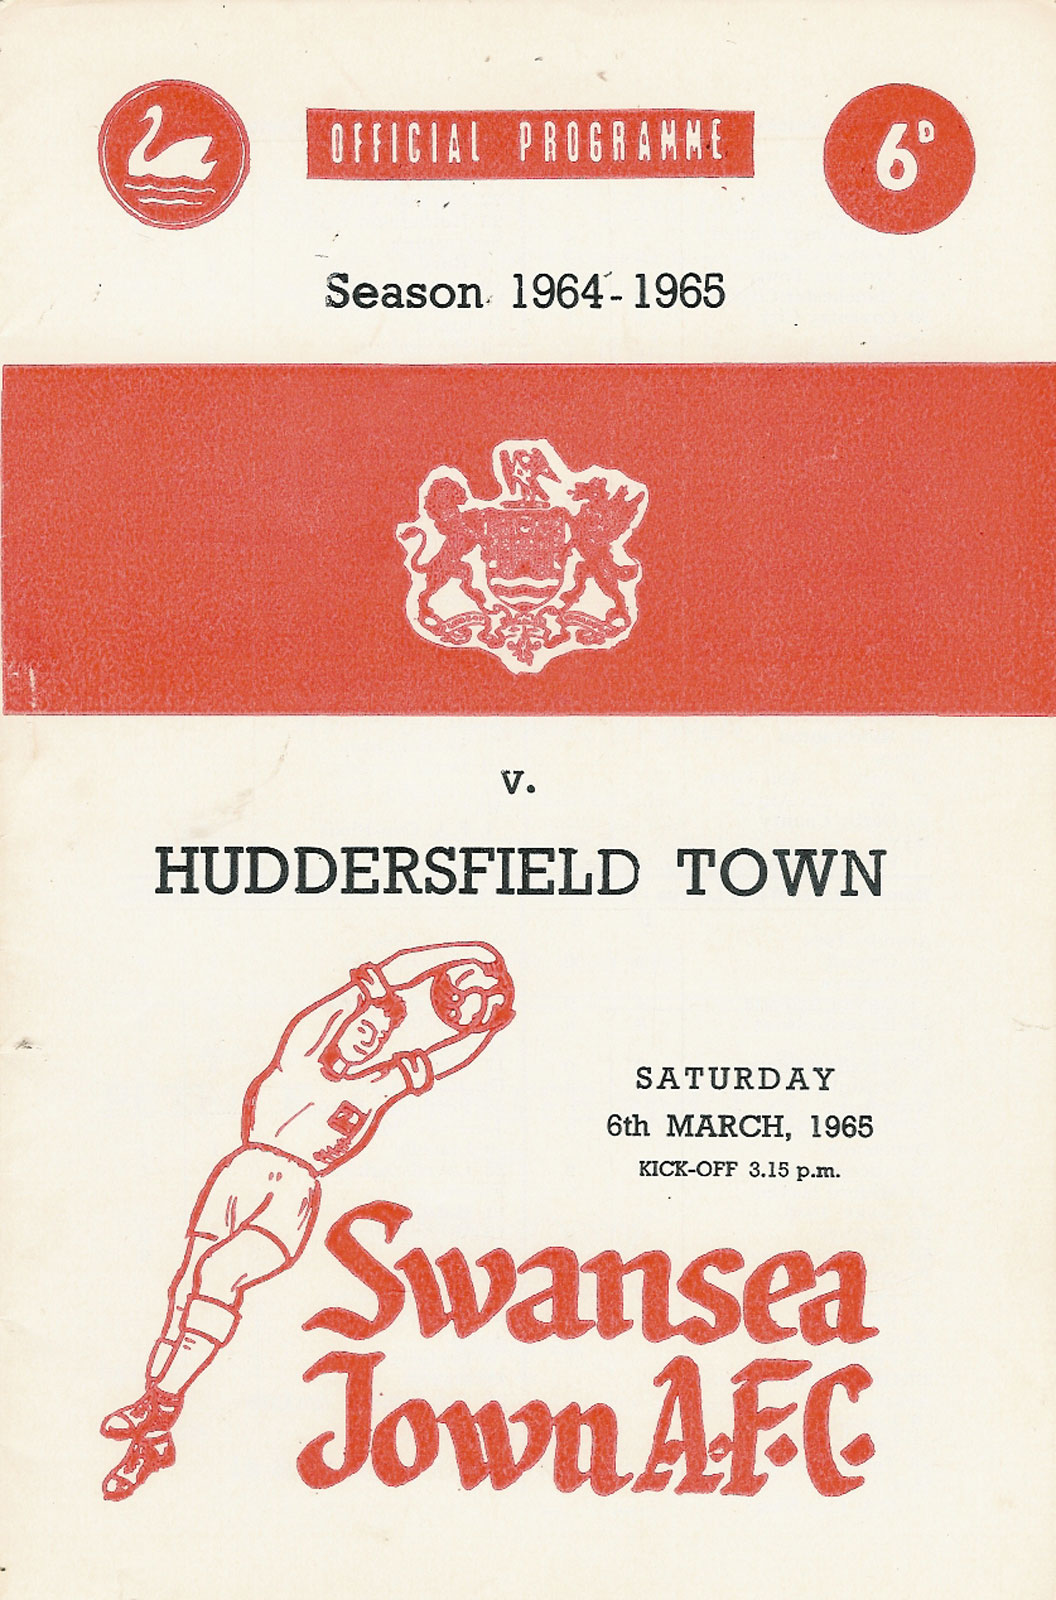 OFFICIAL PROGRAMME
6D
Season 1964-1965
v.
HUDDERSFIELD TOWN
SATURDAY
6th MARCH, 1965
KICK-OFF 3.15 p.m.
Swansea
Town A.F.C.